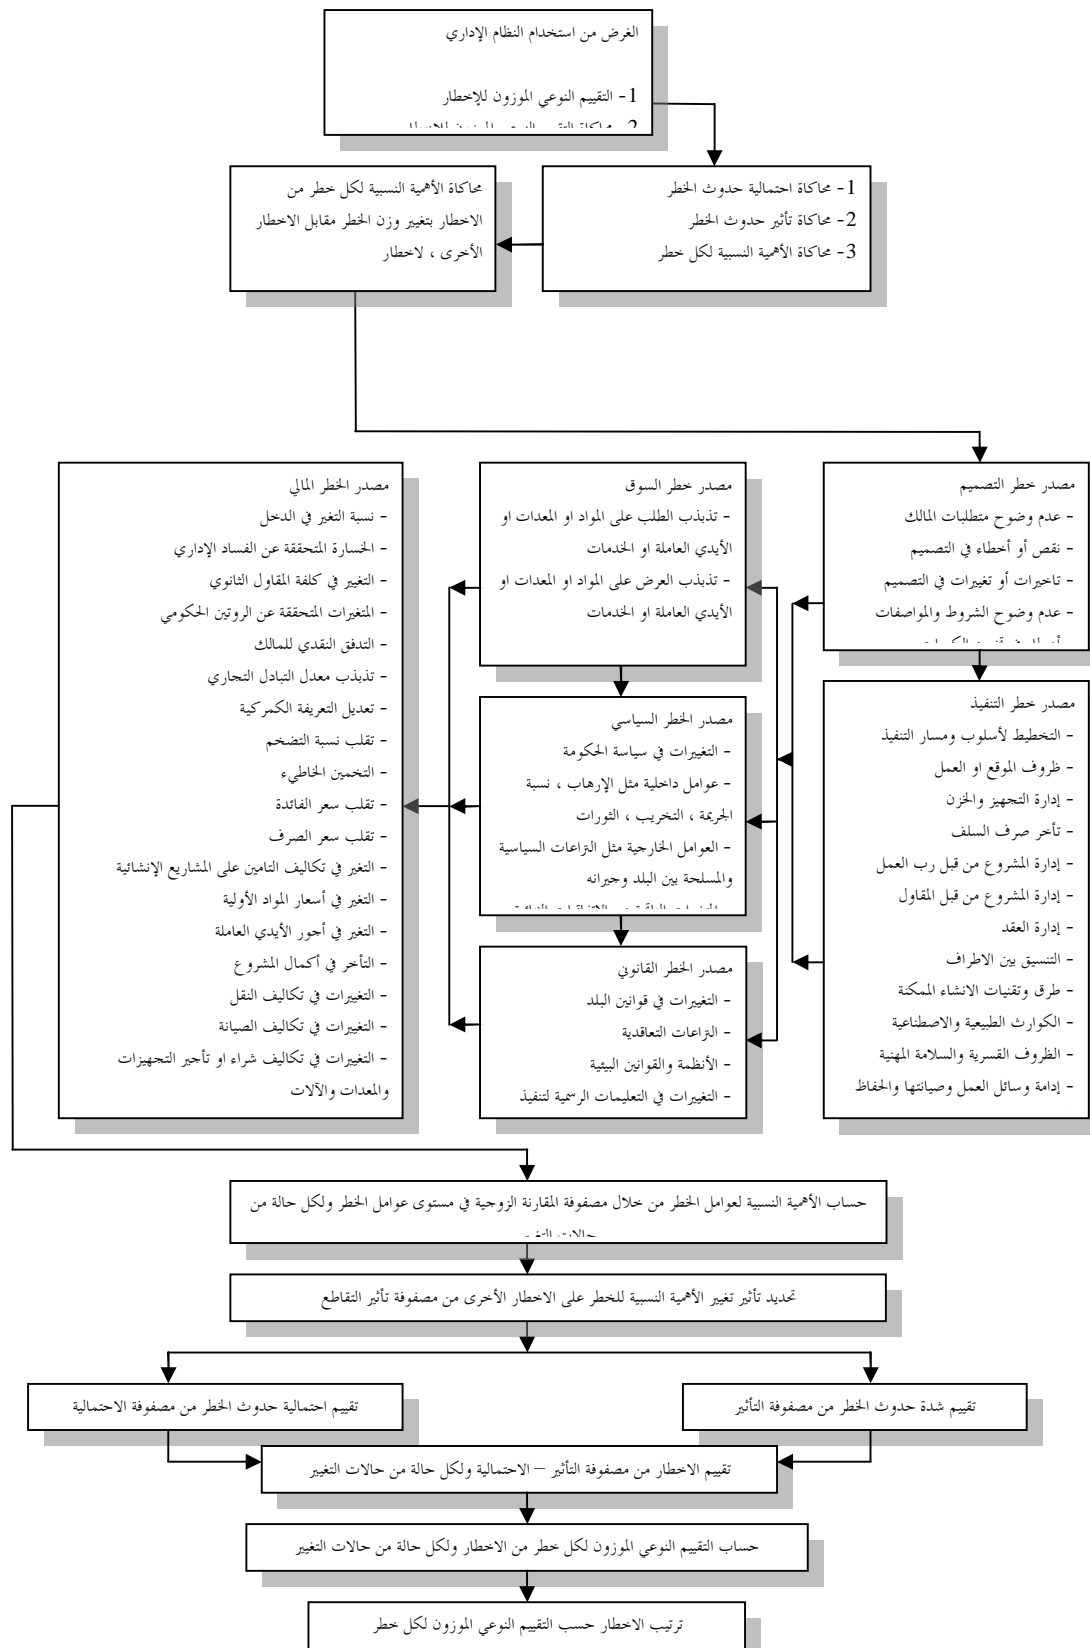 الغرض من استخدام النظام الإداري
1- التقييم النوعي الموزون للإخطار
1- محاكاة احتمالية حدوث الخطر
2- محاكاة تأثير حدوث الخطر
3- محاكاة الأهمية النسبية لكل خطر
محاكاة الأهمية النسبية لكل خطر من
الاخطار بتغيير وزن الخطر مقابل الاخطار
الأخرى ، لاخطار
مصدر خطر التصميم
- عدم وضوح متطلبات المالك
- نقص أو أخطاء في التصميم
- تاخيرات أو تغييرات في التصميم
- عدم وضوح الشروط والمواصفات
مصدر خطر التنفيذ
- التخطيط لأسلوب ومسار التنفيذ
- ظروف الموقع او العمل
- إدارة التجهيز والخزن
- تأخر صرف السلف
- إدارة المشروع من قبل رب العمل
- إدارة المشروع من قبل المقاول
- إدارة العقد
- التنسيق بين الاطراف
- طرق وتقنيات الانشاء الممكنة
- الكوارث الطبيعية والاصطناعية
- الظروف القسرية والسلامة المهنية
- إدامة وسائل العمل وصيانتها والحفاظ
مصدر خطر السوق
- تذبذب الطلب على المواد او المعدات او
الأيدي العاملة او الخدمات
- تذبذب العرض على المواد او المعدات او
الأيدي العاملة او الخدمات
مصدر الخطر السياسي
- التغييرات في سياسة الحكومة
- عوامل داخلية مثل الإرهاب ، نسبة
الجريمة ، التخريب ، الثورات
- العوامل الخارجية مثل النزاعات السياسية
والمسلحة بين البلد وجيرانه
مصدر الخطر القانوني
- التغييرات في قوانين البلد
- النزاعات التعاقدية
- الأنظمة والقوانين البيئية
- التغييرات في التعليمات الرسمية لتنفيذ
مصدر الخطر المالي
- نسبة التغير في الدخل
- الخسارة المتحققة عن الفساد الإداري
- التغيير في كلفة المقاول الثانوي
- المتغيرات المتحققة عن الروتين الحكومي
- التدفق النقدي للمالك
- تذبذب معدل التبادل التجاري
- تعديل التعريفة الكمركية
- تقلب نسبة التضخم
- التخمين الخاطيء
- تقلب سعر الفائدة
- تقلب سعر الصرف
- التغير في تكاليف التامين على المشاريع الإنشائية
- التغير في أسعار المواد الأولية
- التغير في أجور الأيدي العاملة
- التأخر في أكمال المشروع
- التغييرات في تكاليف النقل
- التغييرات في تكاليف الصيانة
- التغييرات في تكاليف شراء او تأجير التجهيزات
والمعدات والآلات
حساب الأهمية النسبية لعوامل الخطر من خلال مصفوفة المقارنة الزوجية في مستوى عوامل الخطر ولكل حالة من
تحديد تأثير تغيير الأهمية النسبية للخطر على الاخطار الأخرى من مصفوفة تأثير التقاطع
تقييم شدة حدوث الخطر من مصفوفة التأثير
تقييم احتمالية حدوث الخطر من مصفوفة الاحتمالية
تقييم الاخطار من مصفوفة التأثير – الاحتمالية ولكل حالة من حالات التغيير
حساب التقييم النوعي الموزون لكل خطر من الاخطار ولكل حالة من حالات التغيير
ترتيب الاخطار حسب التقييم النوعي الموزون لكل خطر